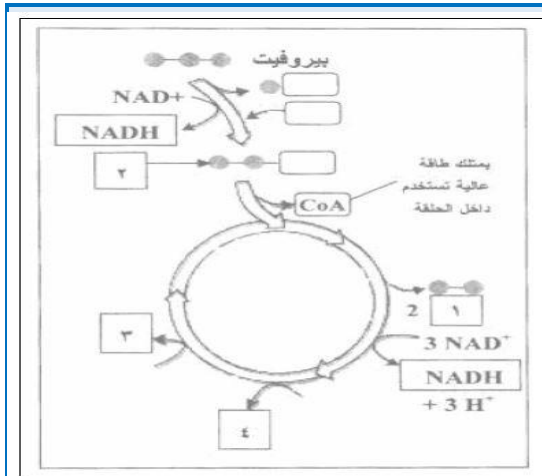 بيروفيت
NAD+
NADH
٢
CoA
يمتلك طاقة
عالية تستخدم
داخل الحلقة
2 ١
3 NAD⁺
NADH
+ 3 H⁺
٣
٤